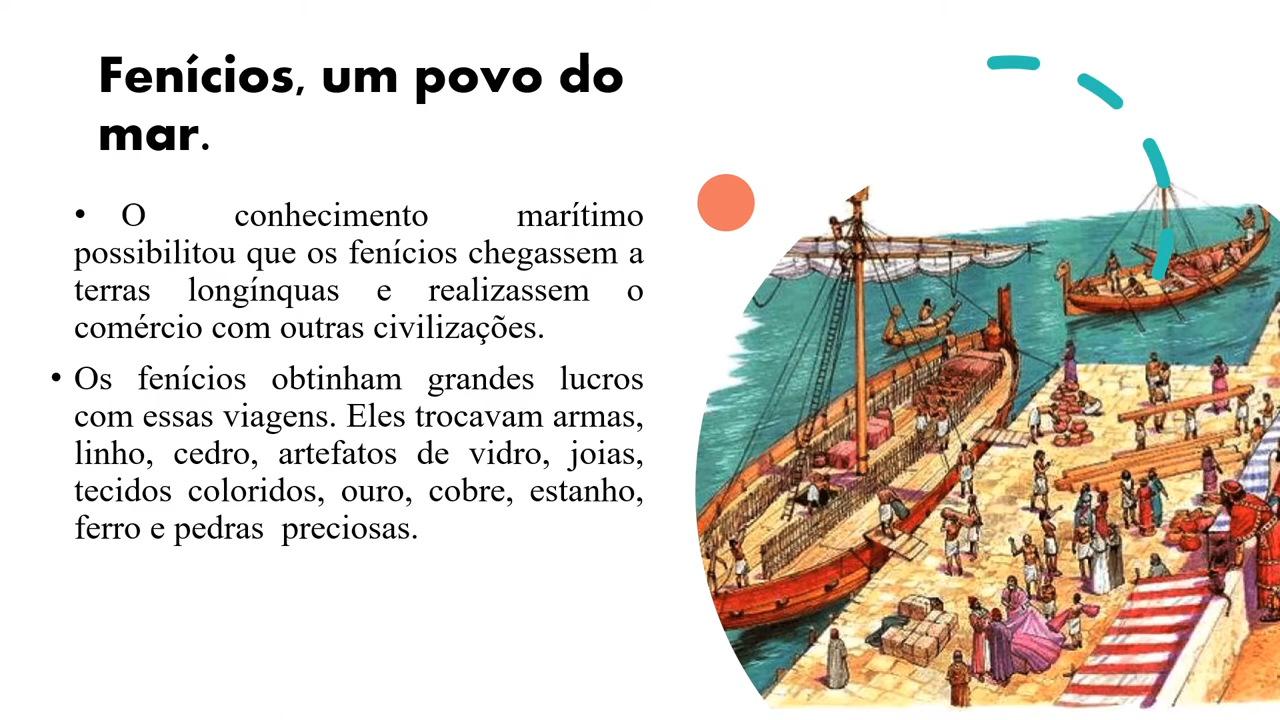 Fenícios, um povo do
mar.
• O conhecimento marítimo
possibilitou que os fenícios chegassem a
terras longínquas e realizassem o
comércio com outras civilizações.
• Os fenícios obtinham grandes lucros
com essas viagens. Eles trocavam armas,
linho, cedro, artefatos de vidro, joias,
tecidos coloridos, ouro, cobre, estanho,
ferro e pedras  preciosas.